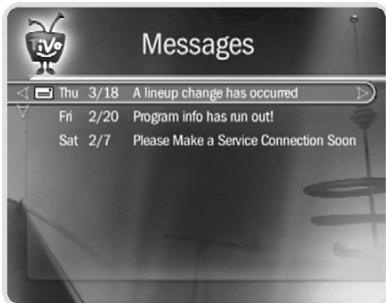 TiVo
Messages
Thu 3/18 A lineup change has occurred
Fri 2/20 Program info has run out!
Sat 2/7 Please Make a Service Connection Soon